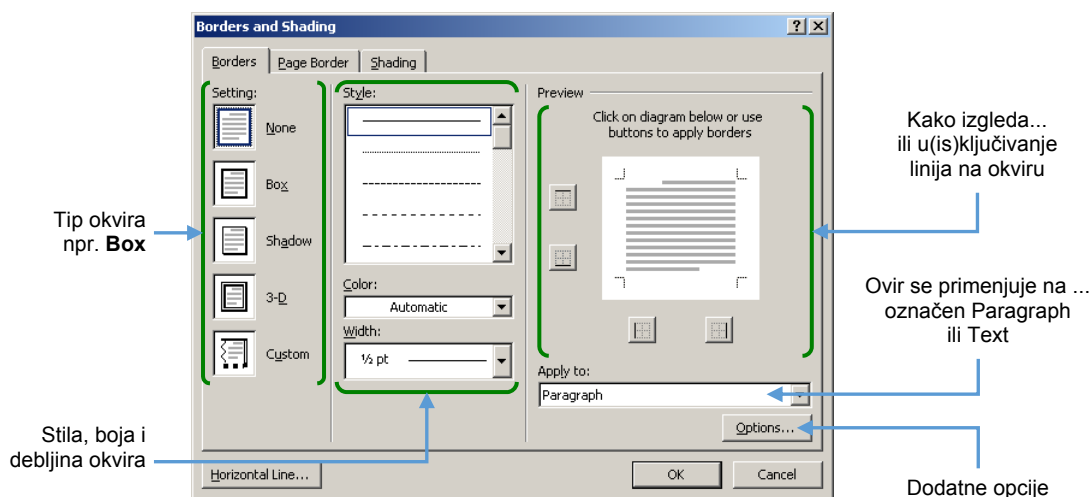 Borders and Shading
Borders
Page Border
Shading
Setting:
None
Box
Shadow
3-D
Custom
Style:
Color:
Automatic
Width:
½ pt
Preview
Click on diagram below or use
buttons to apply borders
Apply to:
Paragraph
Options...
Horizontal Line...
OK
Cancel
Tip okvira
npr. Box
Stila, boja i
debljina okvira
Kako izgleda...
ili u(is)ključivanje
linija na okviru
Ovir se primenjuje na ...
označen Paragraph
ili Text
Dodatne opcije